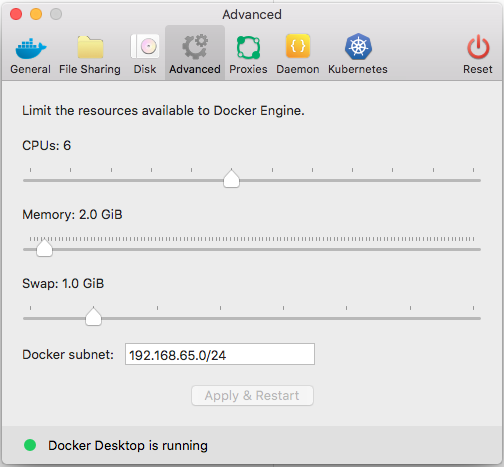 Advanced
General File Sharing Disk Advanced Proxies Daemon Kubernetes Reset
Limit the resources available to Docker Engine.
CPUs: 6
Memory: 2.0 GiB
Swap: 1.0 GiB
Docker subnet: 192.168.65.0/24
Apply & Restart
Docker Desktop is running